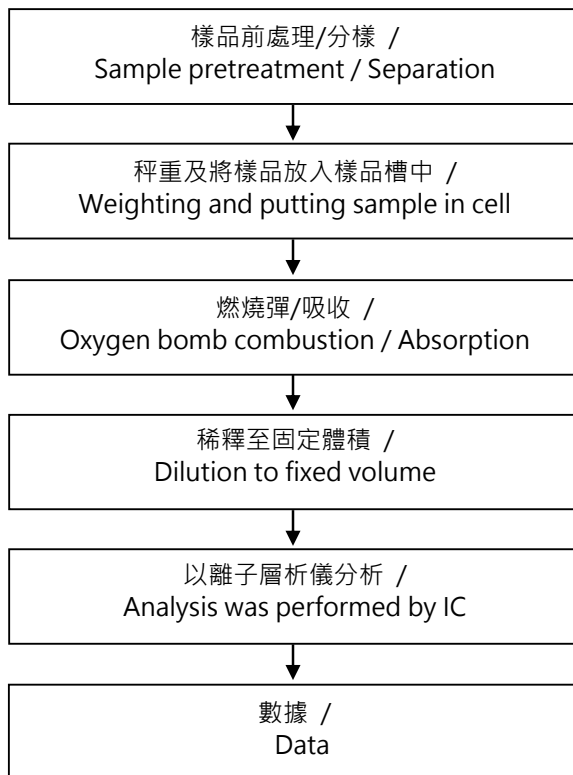 樣品前處理/分樣 /
Sample pretreatment / Separation
秤重及將樣品放入樣品槽中 /
Weighting and putting sample in cell
燃燒彈/吸收 /
Oxygen bomb combustion / Absorption
稀釋至固定體積 /
Dilution to fixed volume
以離子層析儀分析 /
Analysis was performed by IC
數據 /
Data